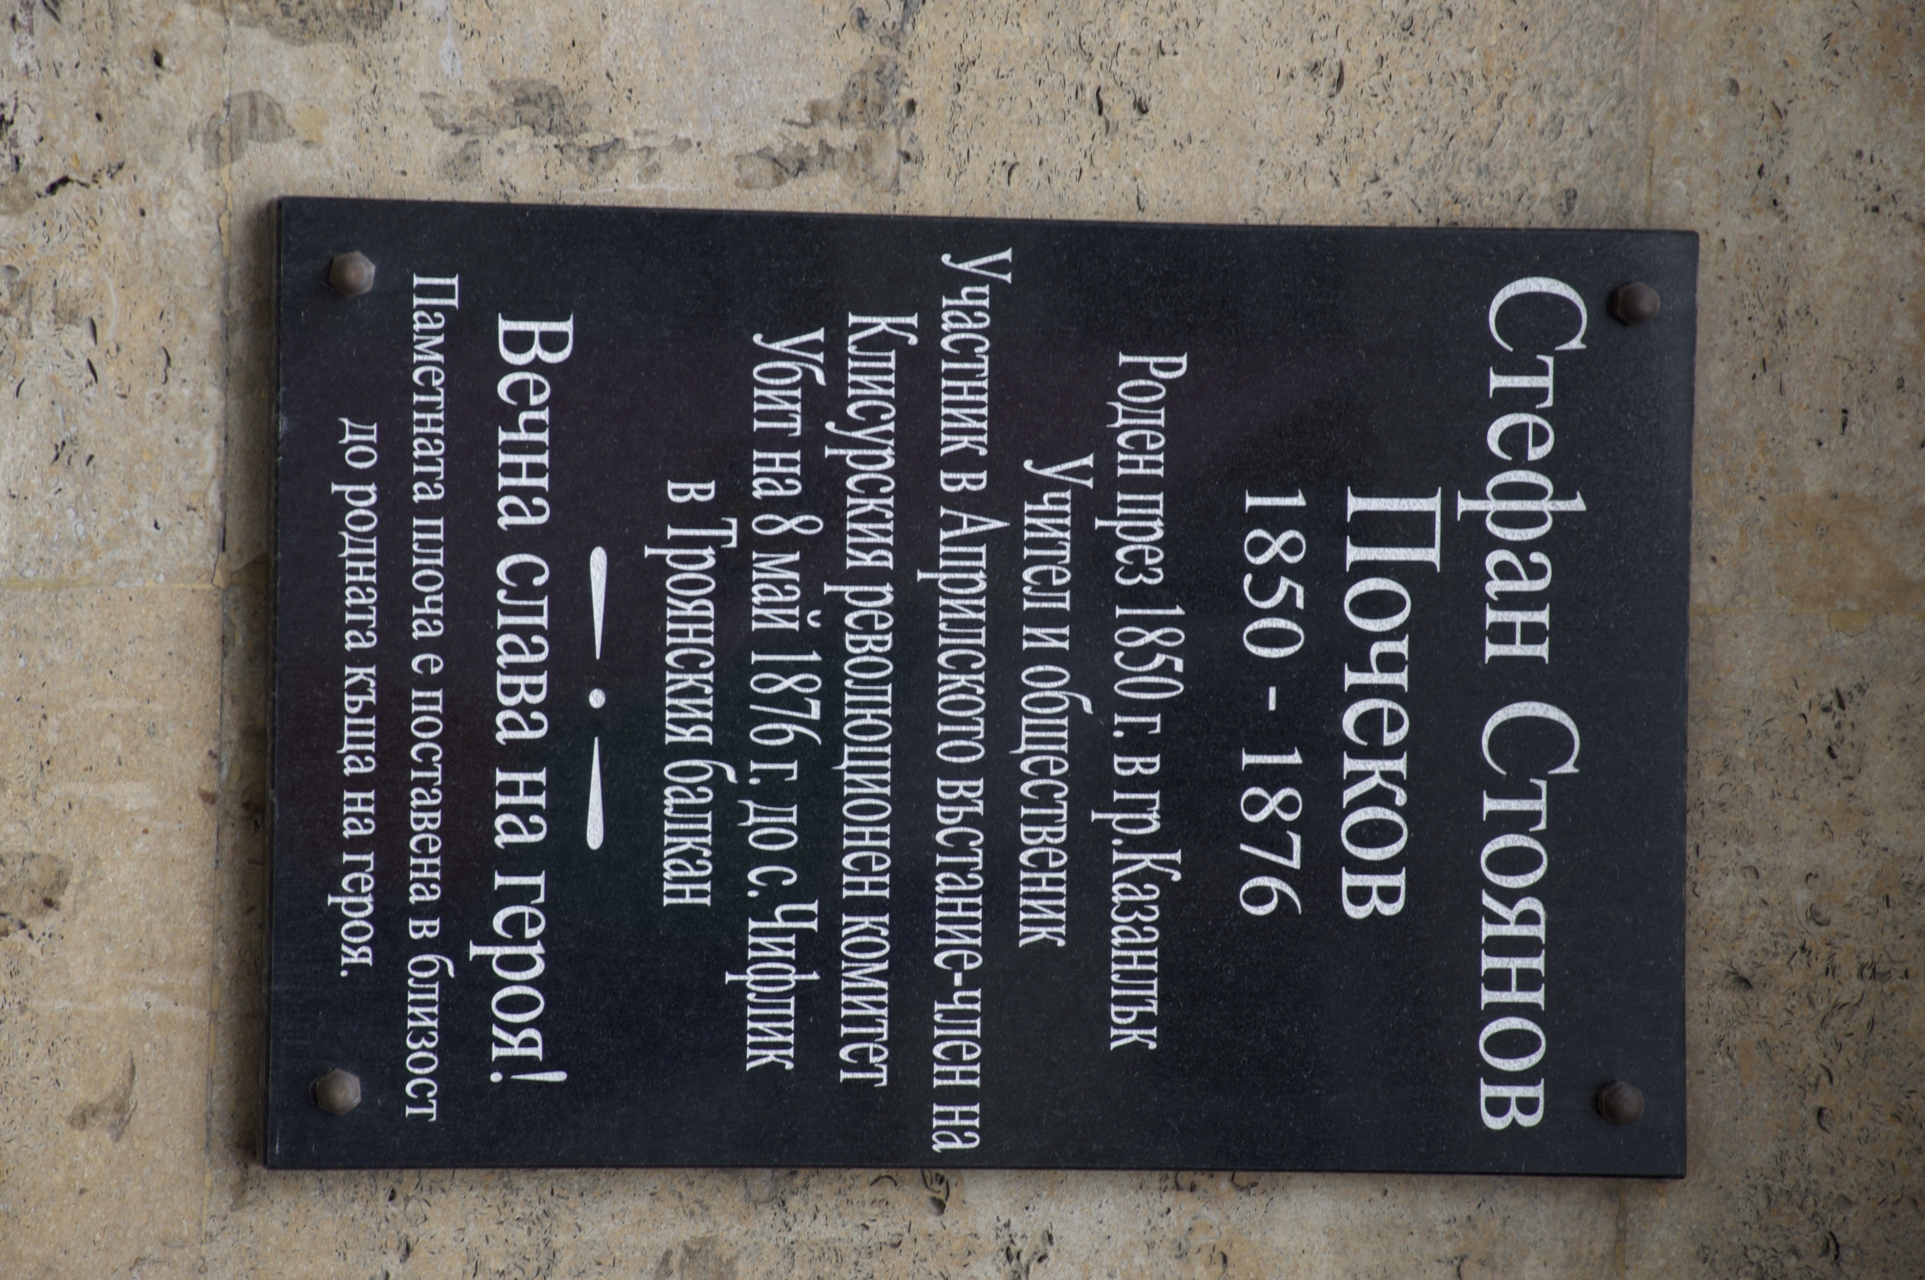 Стефан Стоянов
Почеков
1850 - 1876
Роден през 1850 г. в гр.Казанлък
Учител и общественик
Участник в Априлското въстание-член на
Клисурския революционен комитет
Убит на 8 май 1876 г. до с. Чифлик
в Троянския балкан
Вечна слава на героя!
Паметната плоча е поставена в близост
до родната къща на героя.